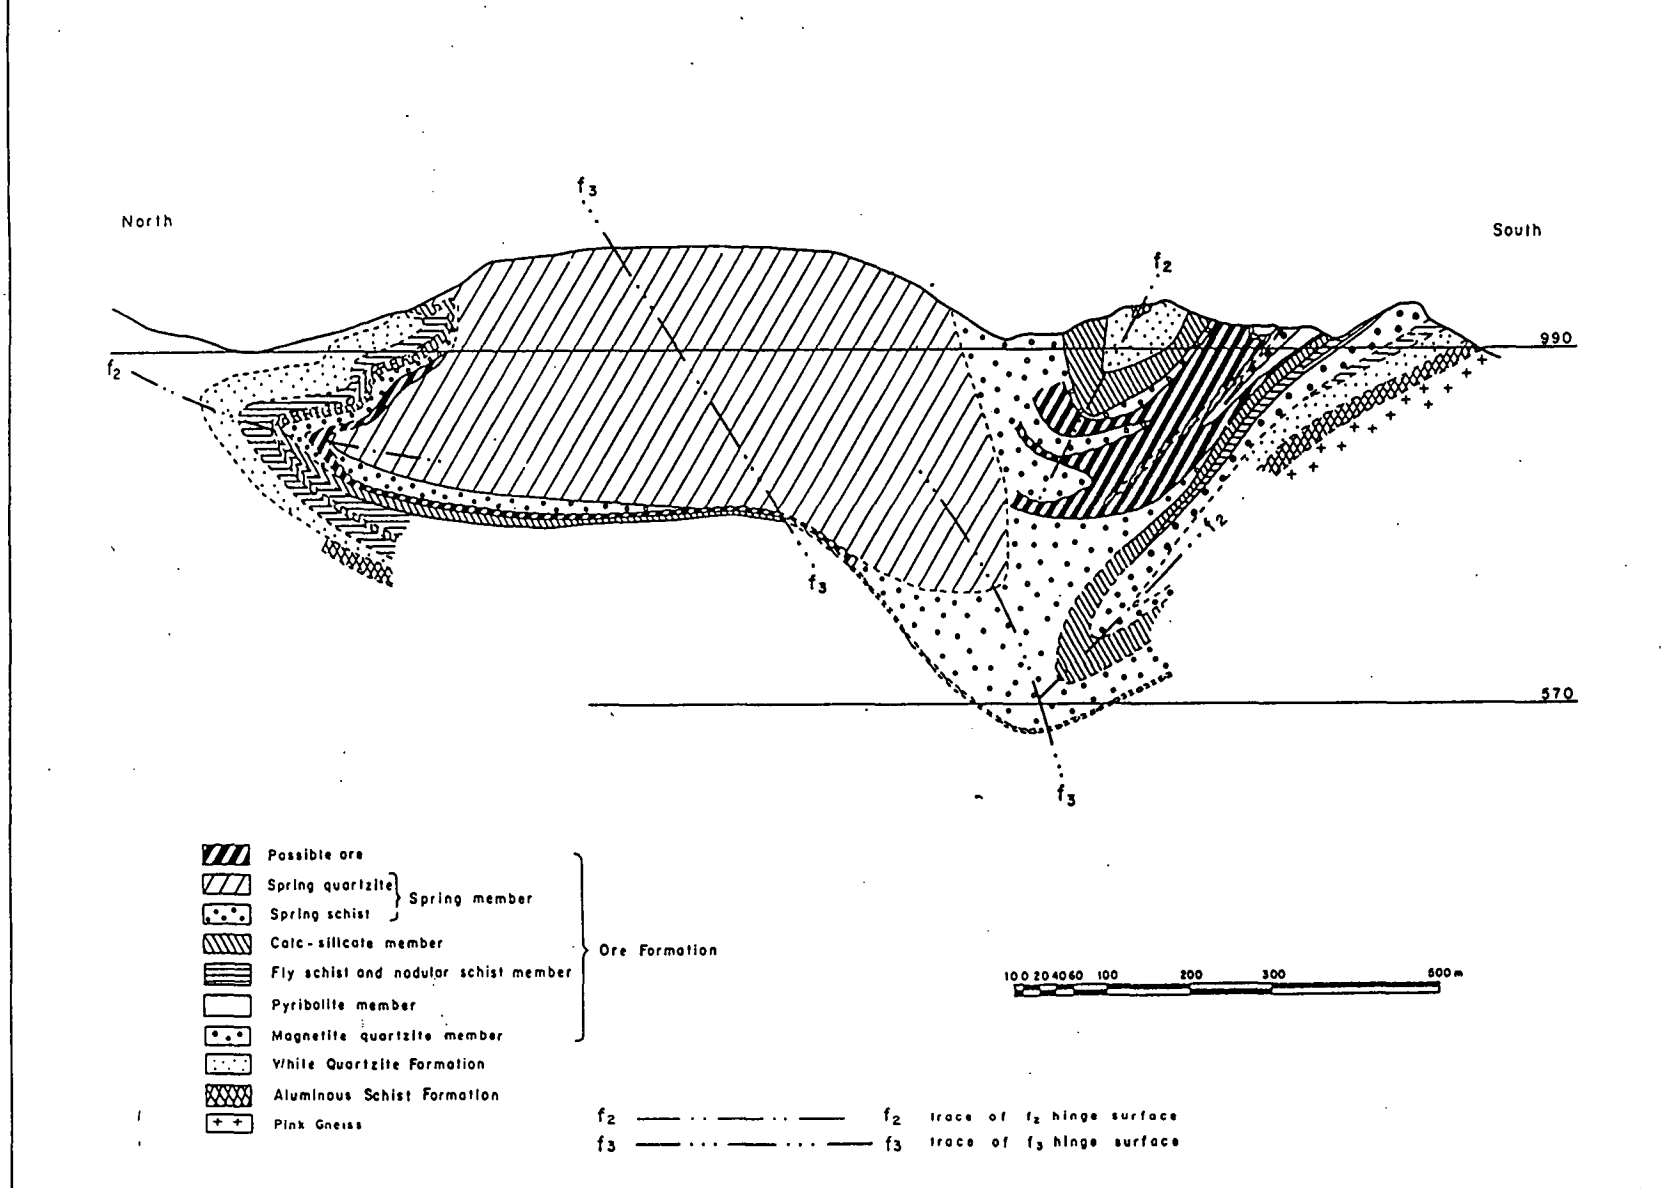 f3
North
South
f2
990
f2
f2
f3
570
f3
Possible ore
Spring quartzite
Spring member
Spring schist
Calc-silicate member
Ore Formation
Fly schist and nodular schist member
Pyribolite member
Magnetite quartzite member
White Quartzite Formation
Aluminous Schist Formation
Pink Gneiss
10 0 20 40 60 100 200 300 500 m
f2 f2 trace of f2 hinge surface
f3 f3 trace of f3 hinge surface